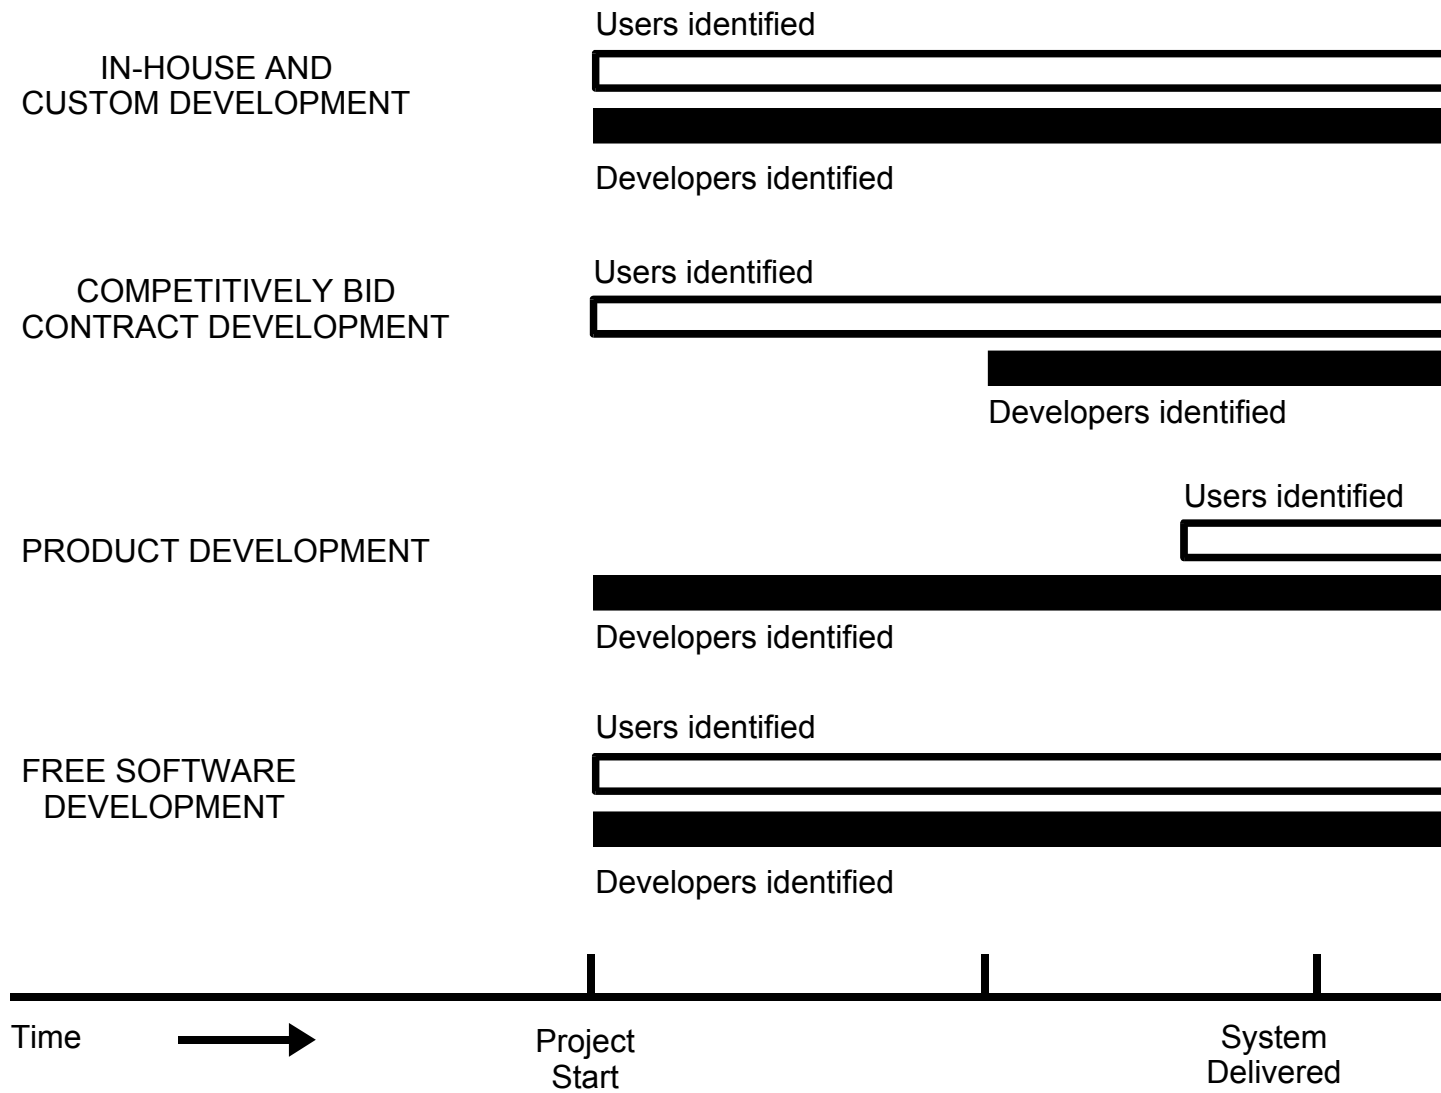 Users identified
IN-HOUSE AND
CUSTOM DEVELOPMENT
Developers identified
Users identified
COMPETITIVELY BID
CONTRACT DEVELOPMENT
Developers identified
Users identified
PRODUCT DEVELOPMENT
Developers identified
Users identified
FREE SOFTWARE
DEVELOPMENT
Developers identified
Time
Project
Start
System
Delivered